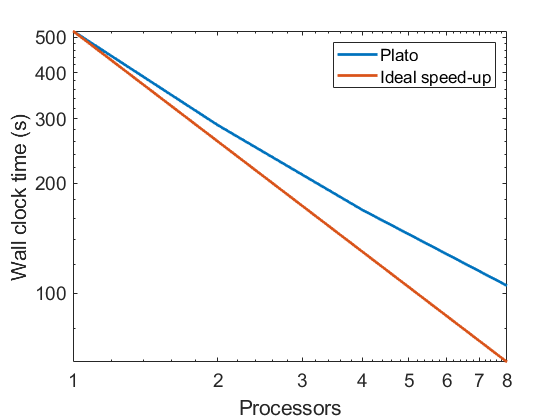 500
400
300
200
100
Wall clock time (s)
Plato
Ideal speed-up
1 2 3 4 5 6 7 8
Processors